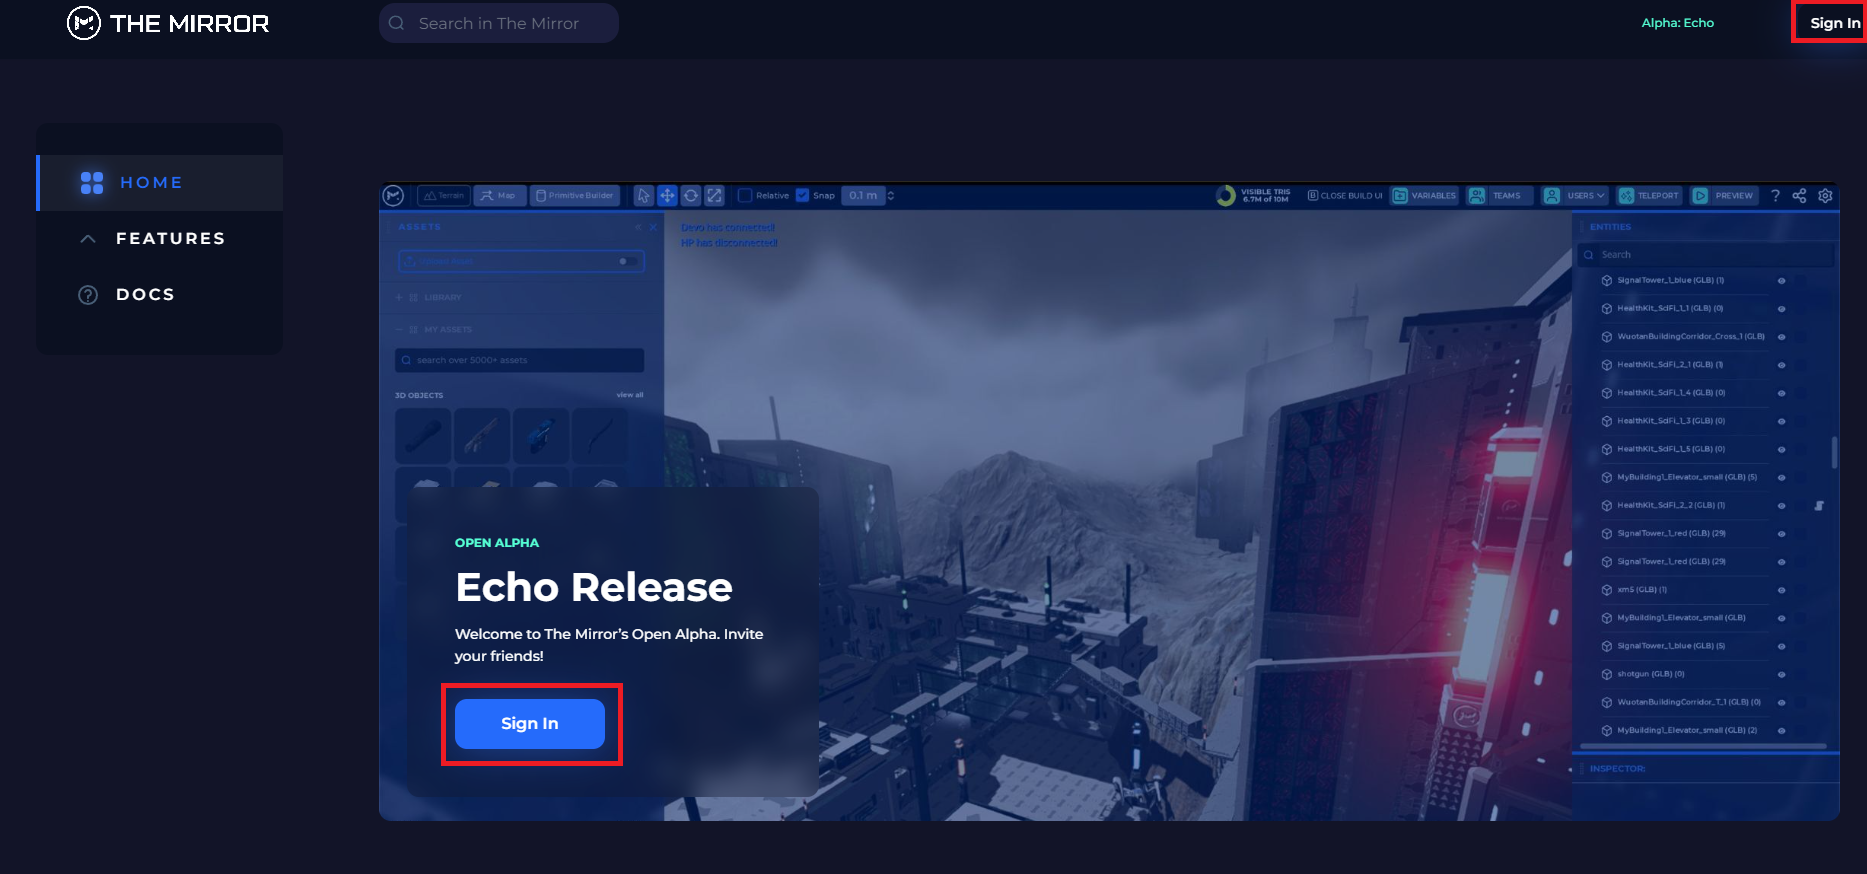 THE MIRROR
Search in The Mirror
Alpha: Echo
Sign In
HOME
FEATURES
DOCS
Terrain
Map
Primitive Builder
Relative
Snap
0.1 m
VISIBLE TRIS
6.7M of 10M
B CLOSE BUILD UI
VARIABLES
TEAMS
USERS
TELEPORT
PREVIEW
?
ASSETS
Devo has connected!
HP has disconnected!
LIBRARY
MY ASSETS
search over 5000+ assets
3D OBJECTS
view all
OPEN ALPHA
Echo Release
Welcome to The Mirror's Open Alpha. Invite
your friends!
Sign In
ENTITIES
Search
SignalTower_1_blue (GLB) (1)
HealthKit_SciFi_1_1 (GLB) (0)
WuotanBuildingCorridor_Cross_1 (GLB)
HealthKit_SciFi_2_1 (GLB) (1)
HealthKit_SciFi_1_4 (GLB) (0)
HealthKit_SciFi_1_3 (GLB) (0)
HealthKit_SciFi_1_5 (GLB) (0)
MyBuilding1_Elevator_small (GLB) (5)
HealthKit_SciFi_2_2 (GLB) (1)
SignalTower_1_red (GLB) (29)
SignalTower_1_red (GLB) (29)
xm5 (GLB) (1)
MyBuilding1_Elevator_small (GLB)
SignalTower_1_blue (GLB) (5)
shotgun (GLB) (0)
WuotanBuildingCorridor_T_1 (GLB) (0)
MyBuilding1_Elevator_small (GLB) (2)
INSPECTOR: